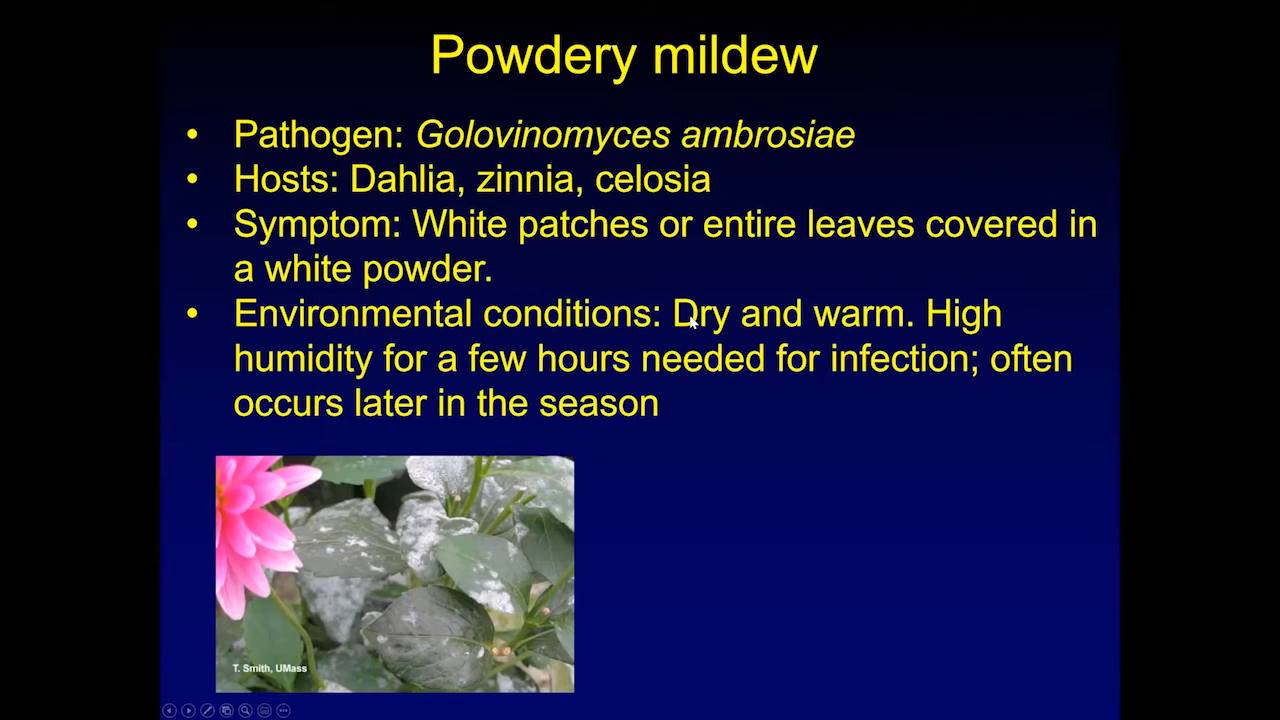 Powdery mildew
• Pathogen: Golovinomyces ambrosiae
• Hosts: Dahlia, zinnia, celosia
• Symptom: White patches or entire leaves covered in
a white powder.
• Environmental conditions: Dry and warm. High
humidity for a few hours needed for infection; often
occurs later in the season
T. Smith, UMass